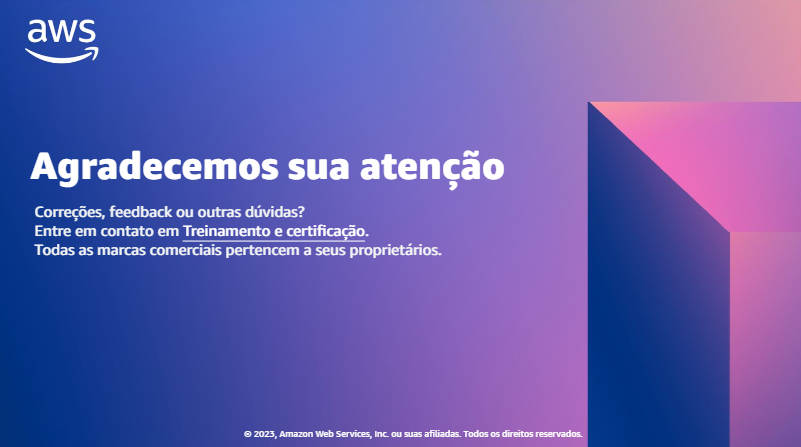 aws
Agradecemos sua atenção
Correções, feedback ou outras dúvidas?
Entre em contato em Treinamento e certificação.
Todas as marcas comerciais pertencem a seus proprietários.
© 2023, Amazon Web Services, Inc. ou suas afiliadas. Todos os direitos reservados.